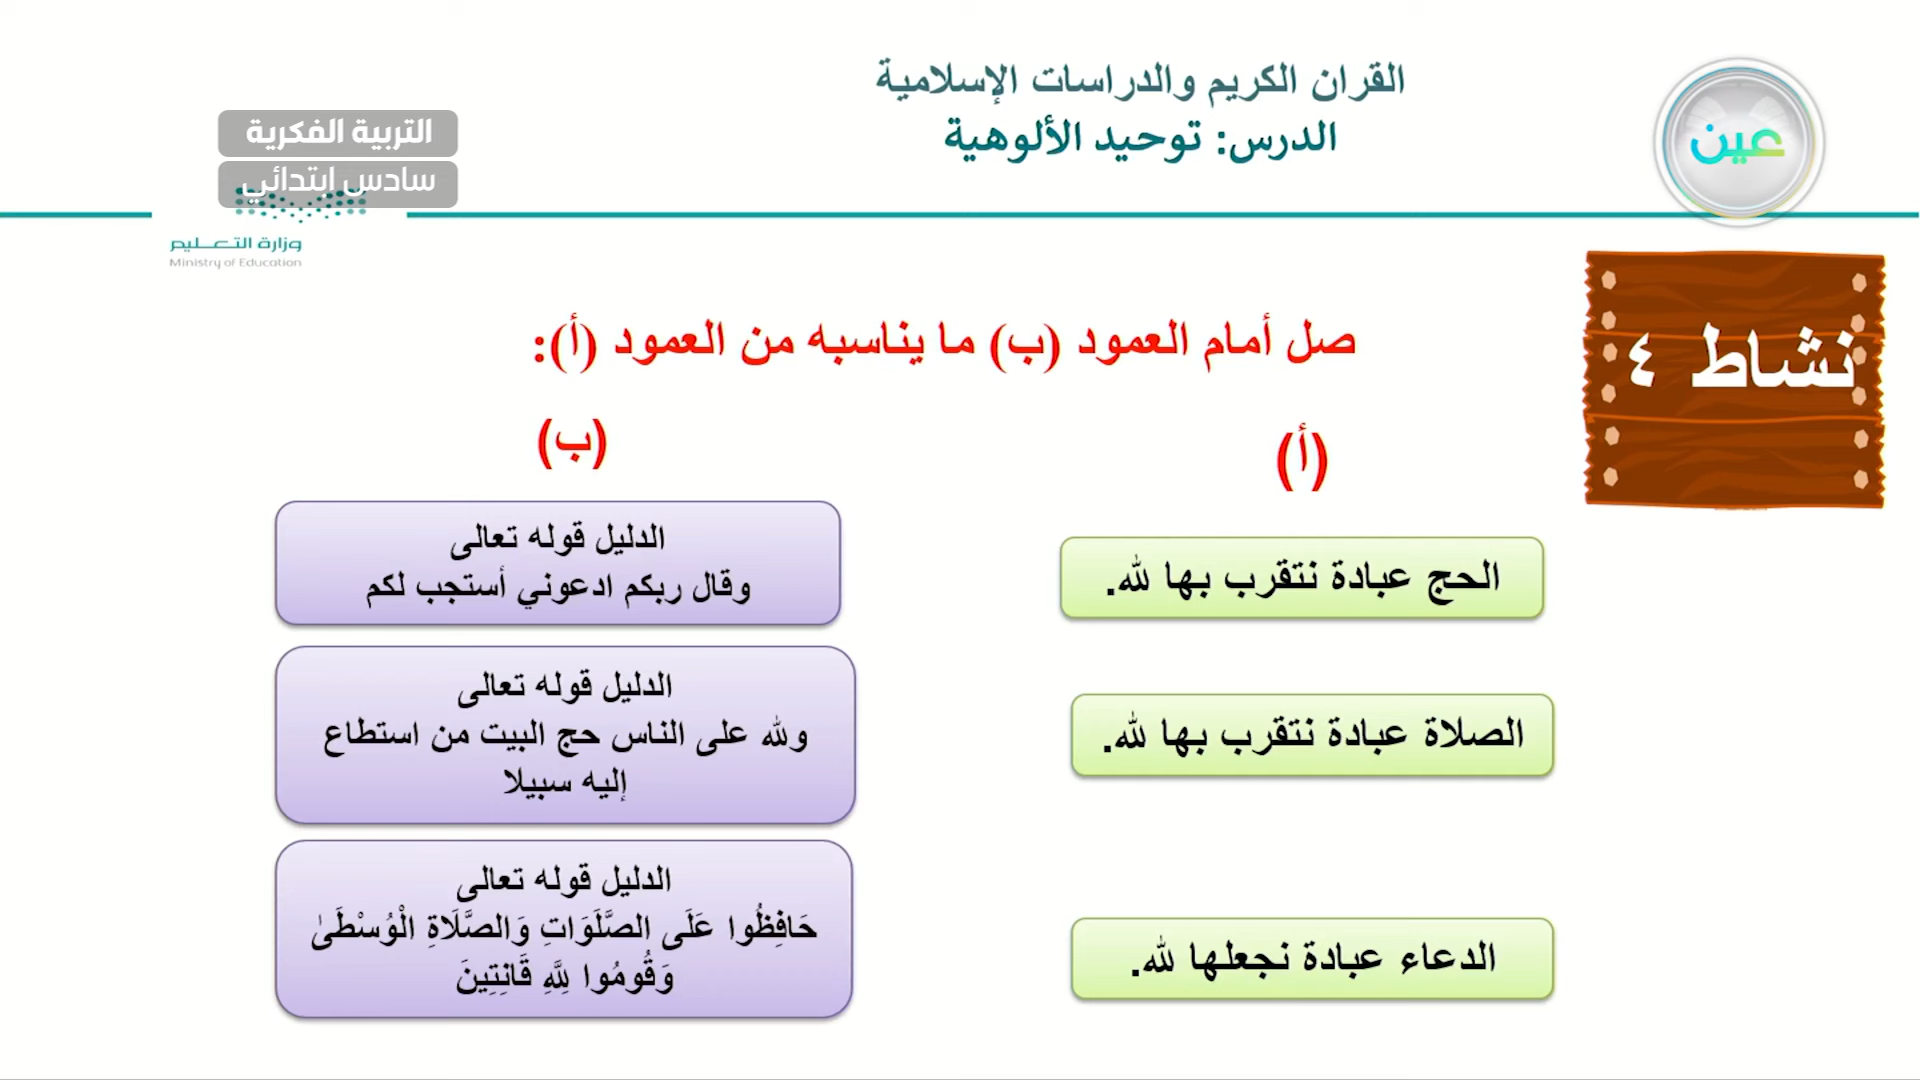 القران الكريم والدراسات الإسلامية
الدرس: توحيد الألوهية
عين
التربية الفكرية
سادس ابتدائي
وزارة التعليم
Ministry of Education
نشاط ٤
صل أمام العمود (ب) ما يناسبه من العمود (أ):
(أ)
(ب)
الحج عبادة نتقرب بها لله.
الدليل قوله تعالى
وقال ربكم ادعوني أستجب لكم
الصلاة عبادة نتقرب بها لله.
الدليل قوله تعالى
ولله على الناس حج البيت من استطاع
إليه سبيلا
الدعاء عبادة نجعلها لله.
الدليل قوله تعالى
حَافِظُوا عَلَى الصَّلَوَاتِ وَالصَّلَاةِ الْوُسْطَىٰ
وَقُومُوا لِلَّهِ قَانِتِينَ